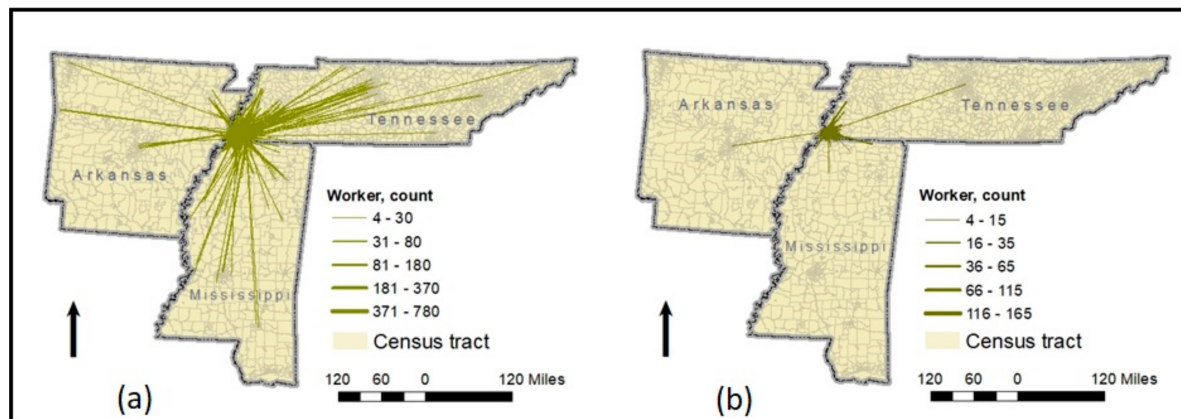 Tennessee
Arkansas
Worker, count
4 - 30
31 - 80
81 - 180
181 - 370
371 - 780
Mississippi
Census tract
120 60 0 120 Miles
(a)
Arkansas
Tennessee
Worker, count
4 - 15
16 - 35
36 - 65
66 - 115
116 - 165
Mississippi
Census tract
120 60 0 120 Miles
(b)